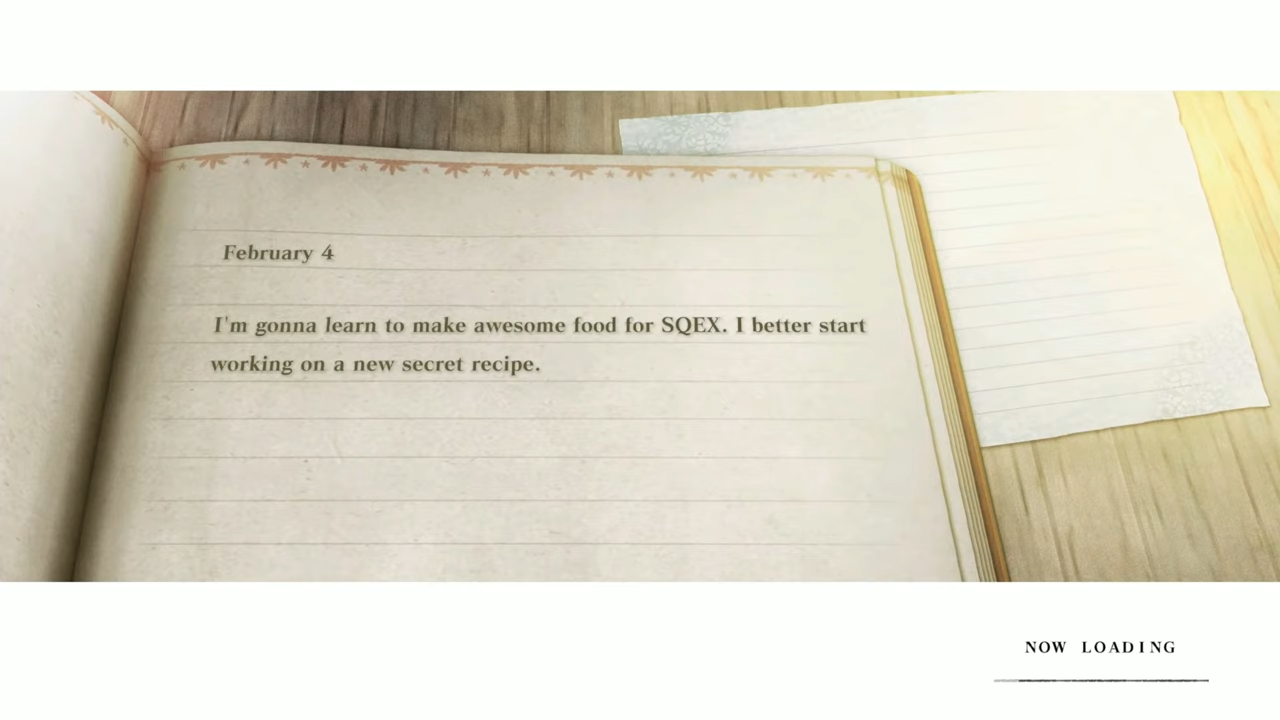 February 4
I'm gonna learn to make awesome food for SQEX. I better start
working on a new secret recipe.
NOW LOADING